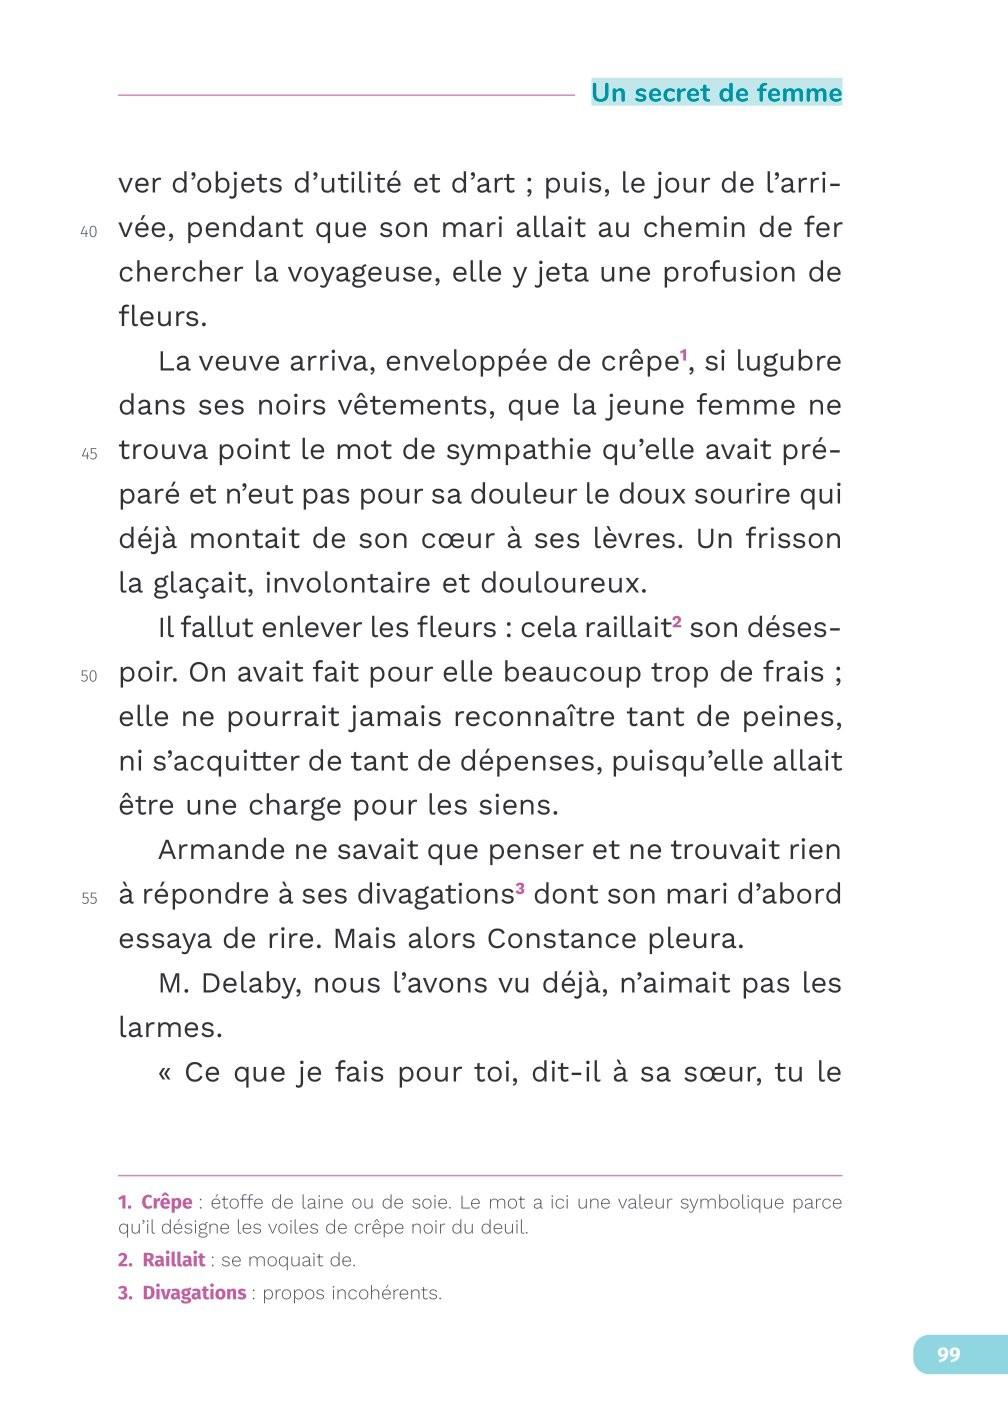 Un secret de femme
ver d’objets d’utilité et d’art ; puis, le jour de l’arri-
40 vée, pendant que son mari allait au chemin de fer
chercher la voyageuse, elle y jeta une profusion de
fleurs.
La veuve arriva, enveloppée de crêpe¹, si lugubre
dans ses noirs vêtements, que la jeune femme ne
45 trouva point le mot de sympathie qu’elle avait pré-
paré et n’eut pas pour sa douleur le doux sourire qui
déjà montait de son cœur à ses lèvres. Un frisson
la glaçait, involontaire et douloureux.
Il fallut enlever les fleurs : cela raillait² son déses-
50 poir. On avait fait pour elle beaucoup trop de frais ;
elle ne pourrait jamais reconnaître tant de peines,
ni s’acquitter de tant de dépenses, puisqu’elle allait
être une charge pour les siens.
Armande ne savait que penser et ne trouvait rien
55 à répondre à ses divagations³ dont son mari d’abord
essaya de rire. Mais alors Constance pleura.
M. Delaby, nous l’avons vu déjà, n’aimait pas les
larmes.
« Ce que je fais pour toi, dit-il à sa sœur, tu le
1. Crêpe : étoffe de laine ou de soie. Le mot a ici une valeur symbolique parce
qu’il désigne les voiles de crêpe noir du deuil.
2. Raillait : se moquait de.
3. Divagations : propos incohérents.
99